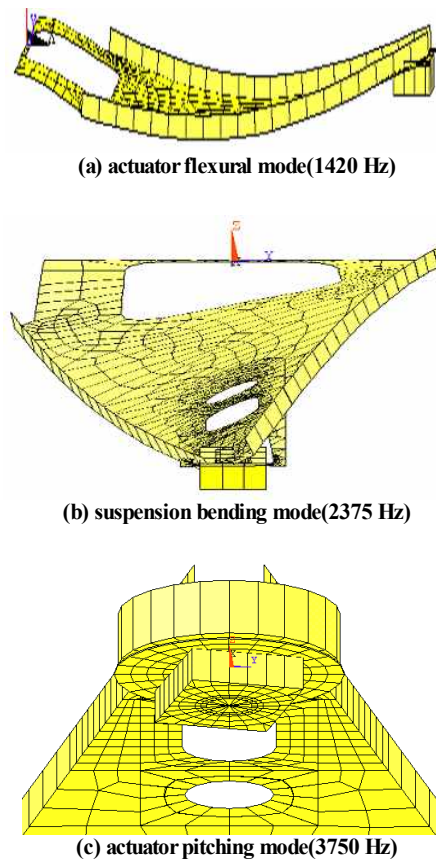 (a) actuator flexural mode(1420 Hz)
Y
(b) suspension bending mode(2375 Hz)
Y
(c) actuator pitching mode(3750 Hz)